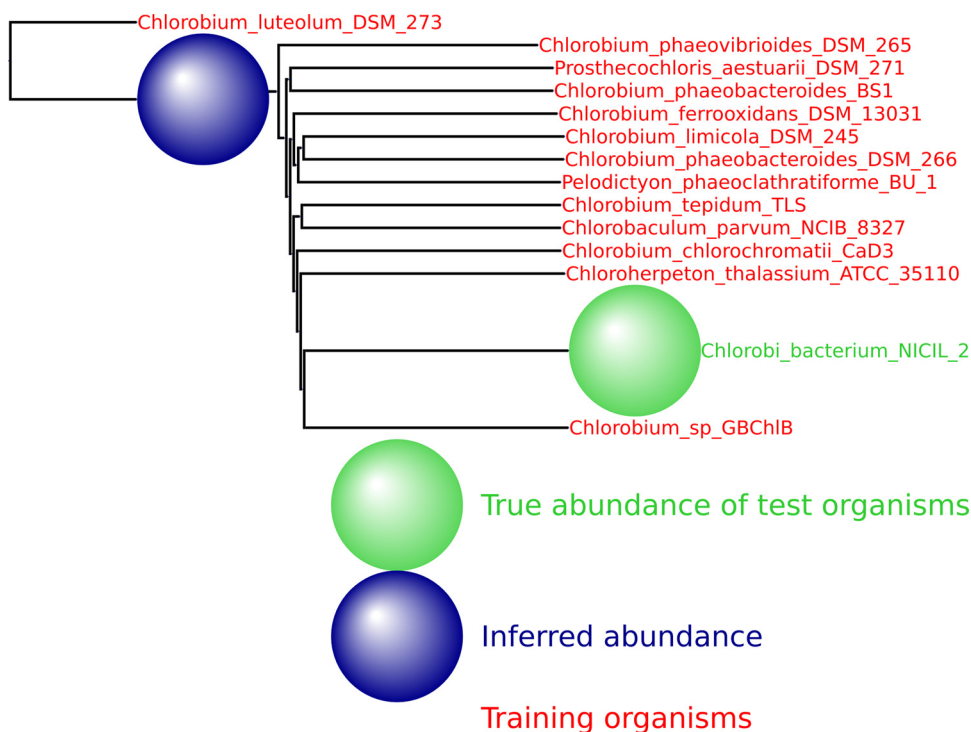 Chlorobium_luteolum_DSM_273
Chlorobium_phaeovibrioides_DSM_265
Prosthecochloris_aestuarii_DSM_271
Chlorobium_phaeobacteroides_BS1
Chlorobium_ferrooxidans_DSM_13031
Chlorobium_limicola_DSM_245
Chlorobium_phaeobacteroides_DSM_266
Pelodictyon_phaeoclathratiforme_BU_1
Chlorobium_tepidum_TLS
Chlorobaculum_parvum_NCIB_8327
Chlorobium_chlorochromatii_CaD3
Chloroherpeton_thalassium_ATCC_35110
Chlorobi_bacterium_NICIL_2
Chlorobium_sp_GBChlB
True abundance of test organisms
Inferred abundance
Training organisms